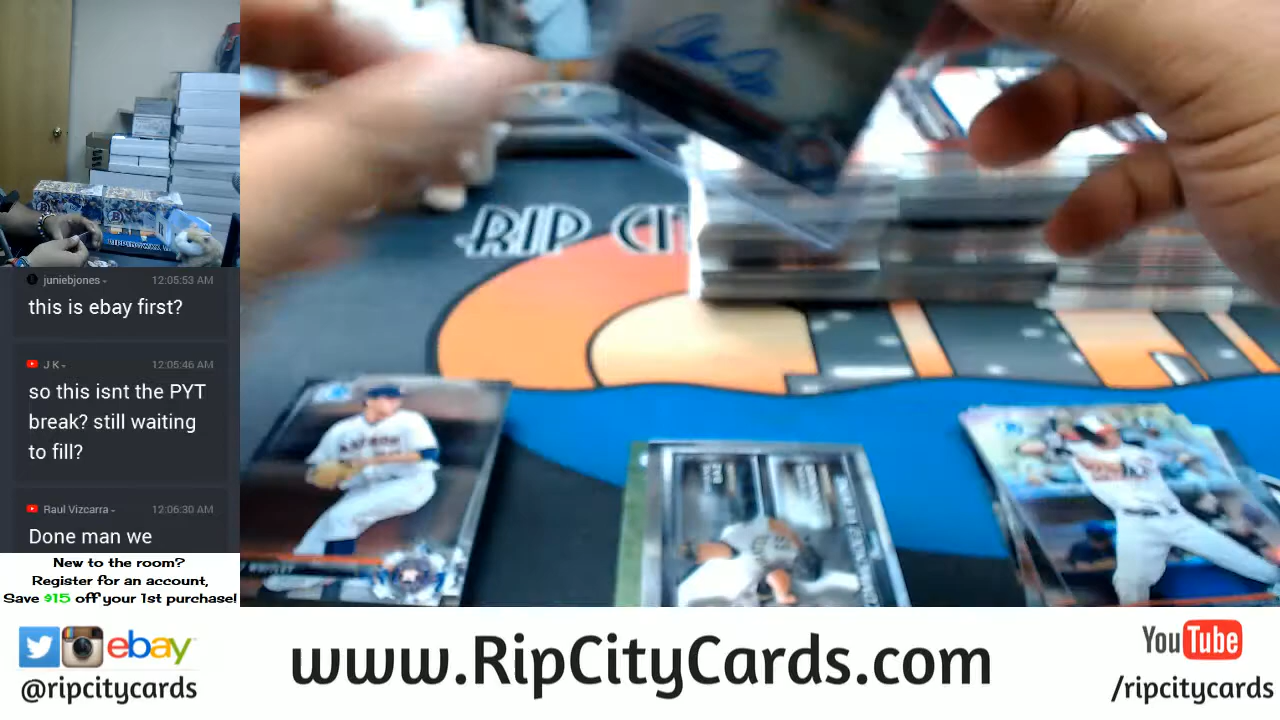 RIP CIT
juniebjones 12:05:53 AM
this is ebay first?
J K 12:05:46 AM
so this isnt the PYT
break? still waiting
to fill?
Raul Vizcarra 12:06:30 AM
Done man we
New to the room?
Register for an account,
Save $15 off your 1st purchase!
ebay
@ripcitycards
www.RipCityCards.com
YouTube
/ripcitycards